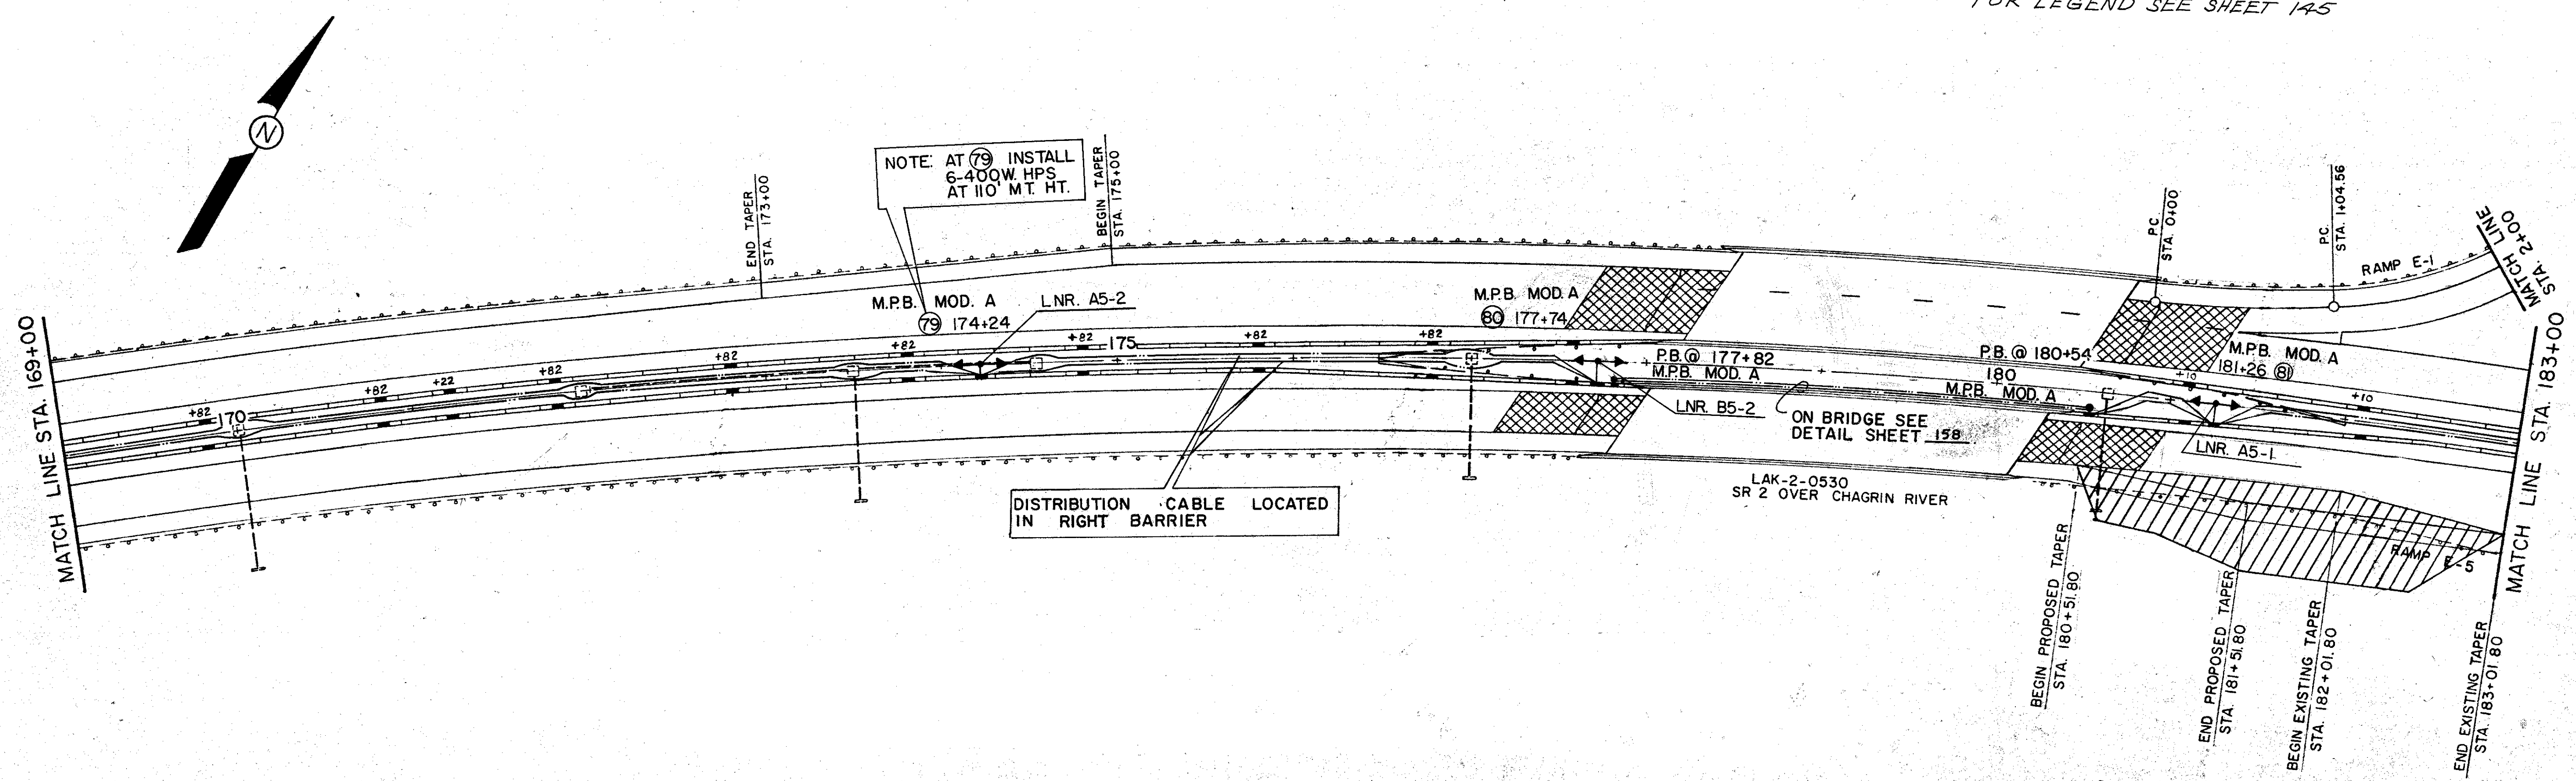 FOR LEGEND SEE SHEET 145
N
NOTE: AT 79 INSTALL
6-400W. HPS
AT 110' MT. HT.
END TAPER
STA. 173+00
BEGIN TAPER
STA. 175+00
P.C.
STA. 0+00
P.C.
STA. 1+04.56
MATCH LINE
STA. 2+00
RAMP E-1
M.P.B. MOD. A
79 174+24
LNR. A5-2
M.P.B. MOD. A
80 177+74
M.P.B. MOD. A
181+26 81
MATCH LINE STA. 169+00
MATCH LINE STA. 183+00
+82
170
+82
+22
+82
+82
+82
+82
175
+82
+82
P.B. @ 177+82
M.P.B. MOD. A
P.B. @ 180+54
180
M.P.B. MOD. A
+10
+10
LNR. B5-2
ON BRIDGE SEE
DETAIL SHEET 158
LNR. A5-1
DISTRIBUTION CABLE LOCATED
IN RIGHT BARRIER
LAK-2-0530
SR 2 OVER CHAGRIN RIVER
RAMP E-5
BEGIN PROPOSED TAPER
STA. 180+51.80
END PROPOSED TAPER
STA. 181+51.80
BEGIN EXISTING TAPER
STA. 182+01.80
END EXISTING TAPER
STA. 183+01.80